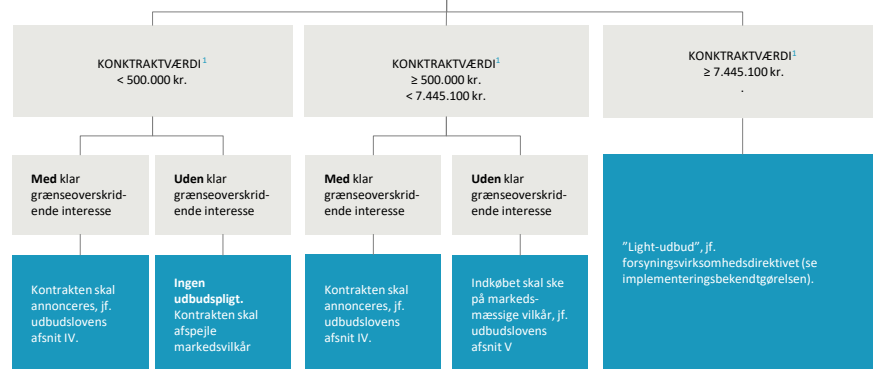 KONKTRAKTVÆRDI1
< 500.000 kr.
KONKTRAKTVÆRDI1
≥ 500.000 kr.
< 7.445.100 kr.
KONKTRAKTVÆRDI1
≥ 7.445.100 kr.
.
Med klar
grænseoverskrid-
ende interesse
Uden klar
grænseoverskrid-
ende interesse
Med klar
grænseoverskrid-
ende interesse
Uden klar
grænseoverskrid-
ende interesse
Kontrakten skal
annonceres, jf.
udbudslovens
afsnit IV.
Ingen
udbudspligt.
Kontrakten skal
afspejle
markedsvilkår
Kontrakten skal
annonceres, jf.
udbudslovens
afsnit IV.
Indkøbet skal ske
på markeds-
mæssige vilkår, jf.
udbudslovens
afsnit V
”Light-udbud”, jf.
forsyningsvirksomhedsdirektivet (se
implementeringsbekendtgørelsen).